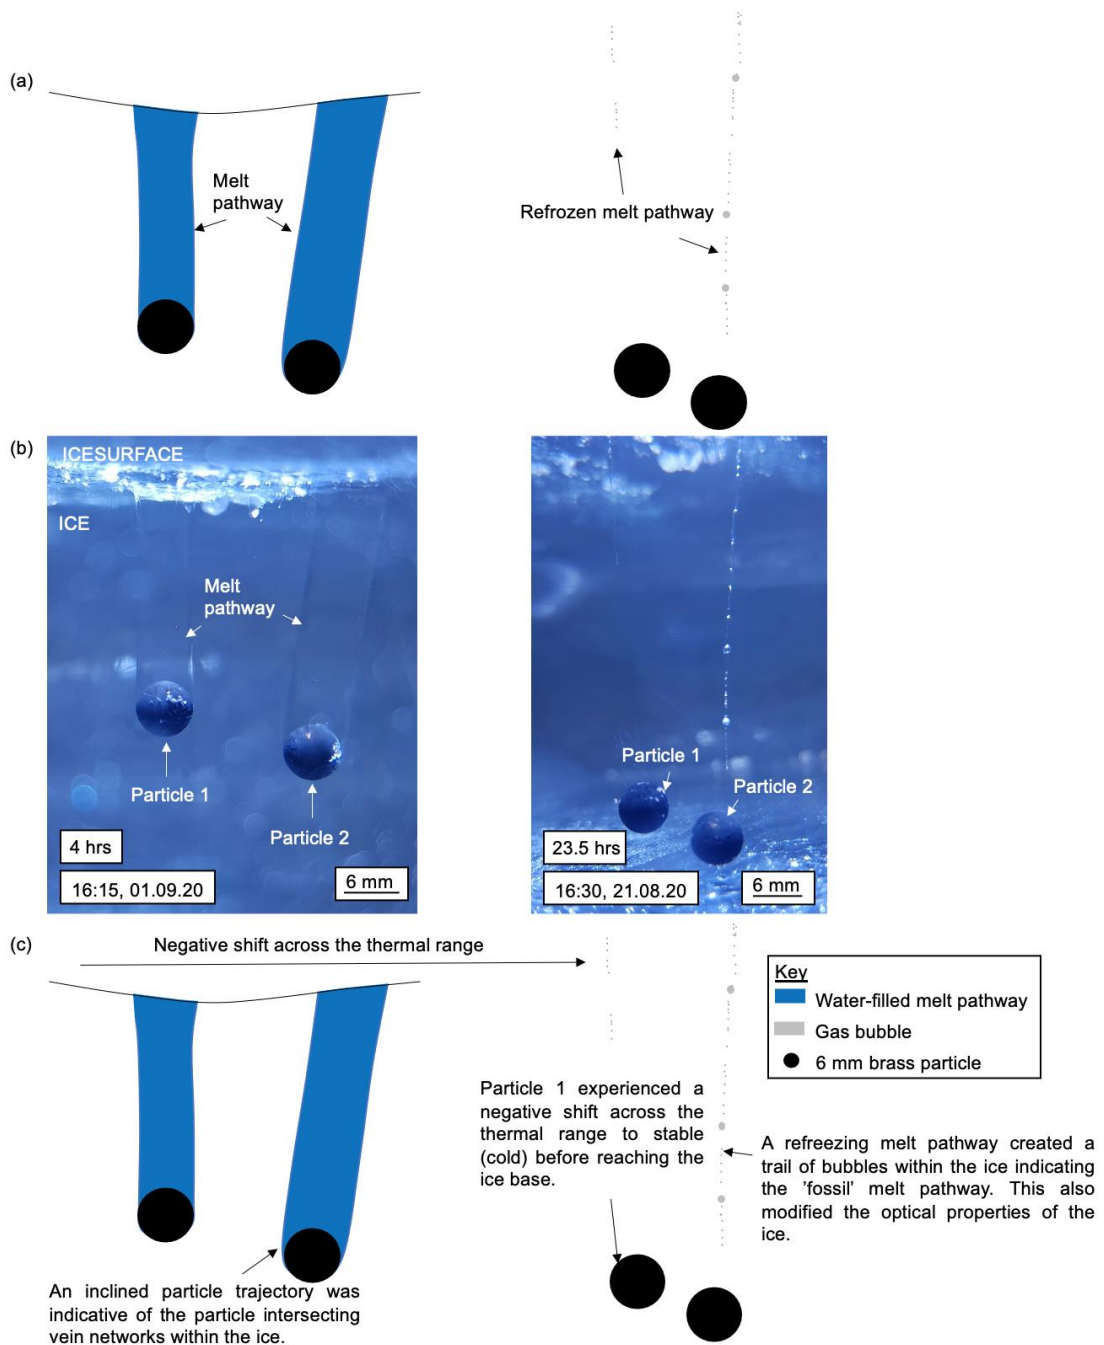 (a)
Melt
pathway
Refrozen melt pathway
(b)
ICESURFACE
ICE
Melt
pathway
Particle 1
Particle 2
4 hrs
16:15, 01.09.20
6 mm
Particle 1
Particle 2
23.5 hrs
16:30, 21.08.20
6 mm
(c)
Negative shift across the thermal range
Key
Water-filled melt pathway
Gas bubble
6 mm brass particle
Particle 1 experienced a
negative shift across the
thermal range to stable
(cold) before reaching the
ice base.
A refreezing melt pathway created a
trail of bubbles within the ice indicating
the 'fossil' melt pathway. This also
modified the optical properties of the
ice.
An inclined particle trajectory was
indicative of the particle intersecting
vein networks within the ice.